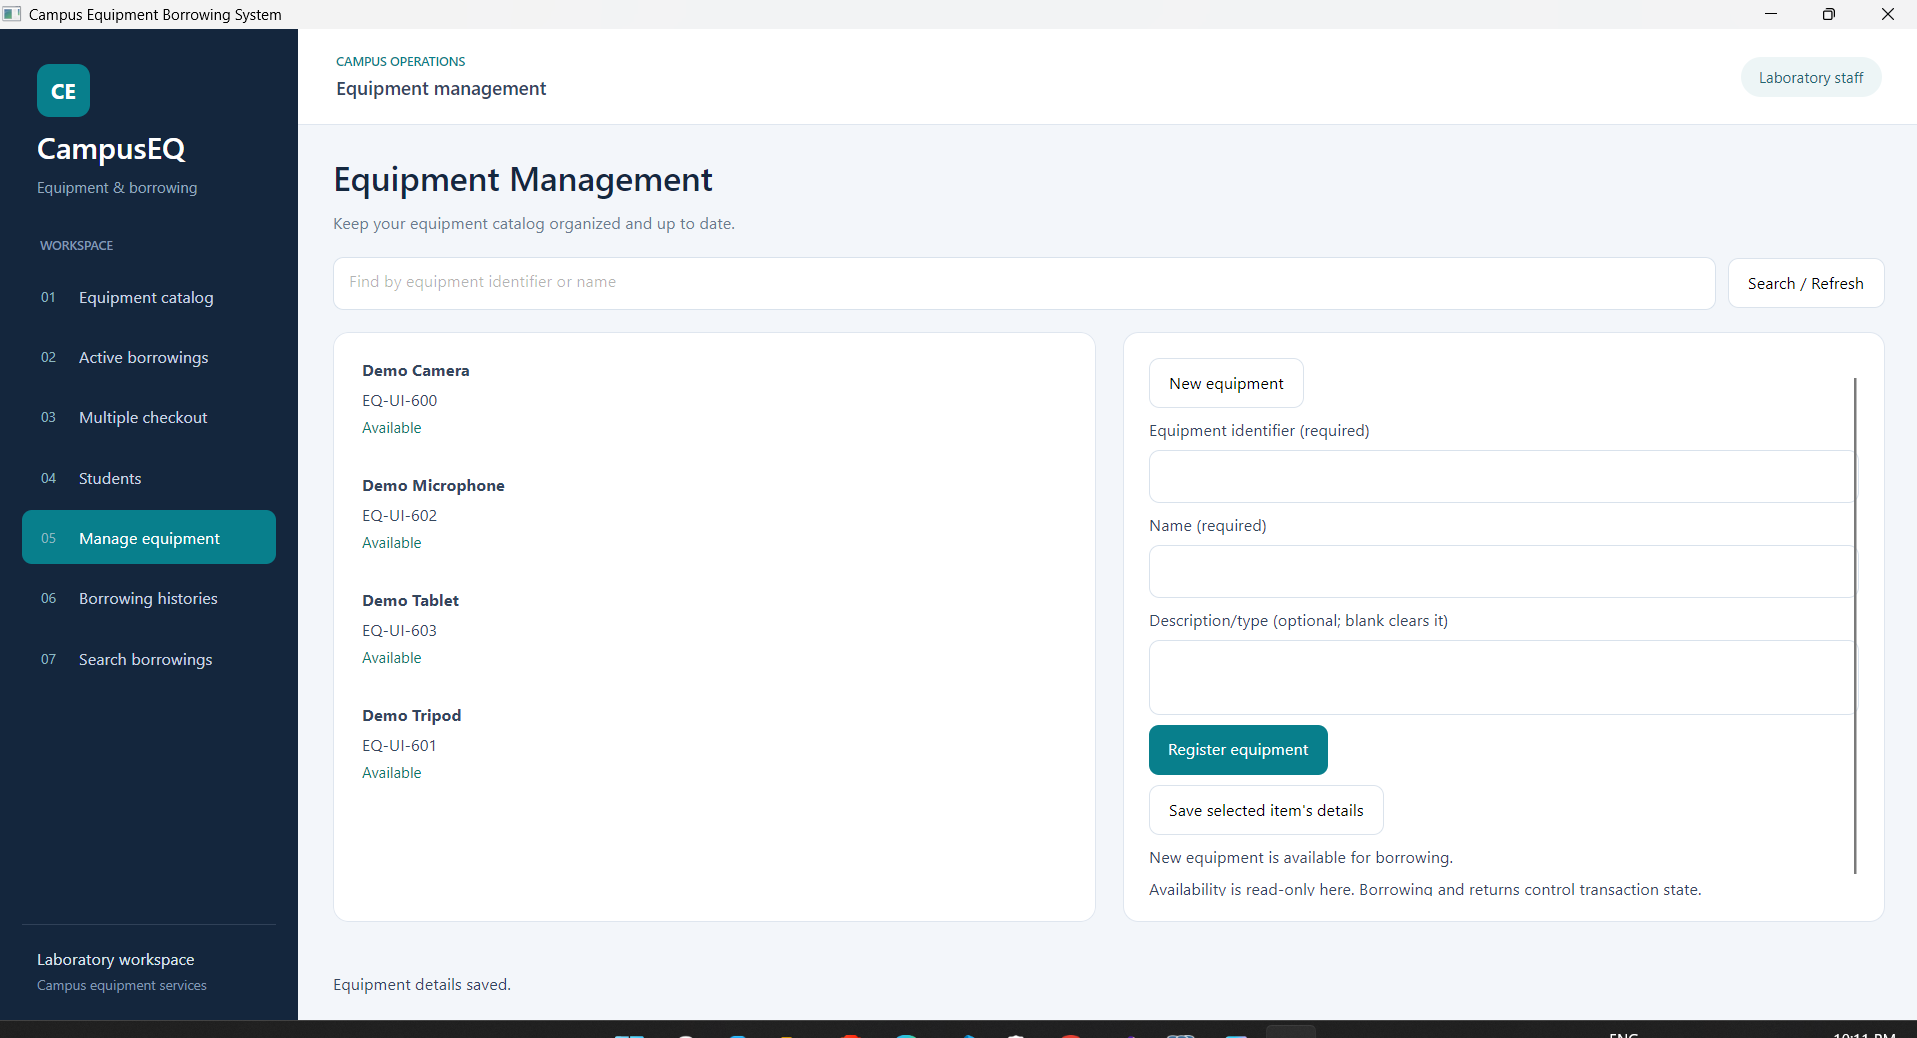 Campus Equipment Borrowing System
CE
CampusEQ
Equipment & borrowing
WORKSPACE
01 Equipment catalog
02 Active borrowings
03 Multiple checkout
04 Students
05 Manage equipment
06 Borrowing histories
07 Search borrowings
Laboratory workspace
Campus equipment services
CAMPUS OPERATIONS
Equipment management
Laboratory staff
Equipment Management
Keep your equipment catalog organized and up to date.
Find by equipment identifier or name
Search / Refresh
Demo Camera
EQ-UI-600
Available
Demo Microphone
EQ-UI-602
Available
Demo Tablet
EQ-UI-603
Available
Demo Tripod
EQ-UI-601
Available
New equipment
Equipment identifier (required)
Name (required)
Description/type (optional; blank clears it)
Register equipment
Save selected item's details
New equipment is available for borrowing.
Availability is read-only here. Borrowing and returns control transaction state.
Equipment details saved.
ENG
10:11 PM